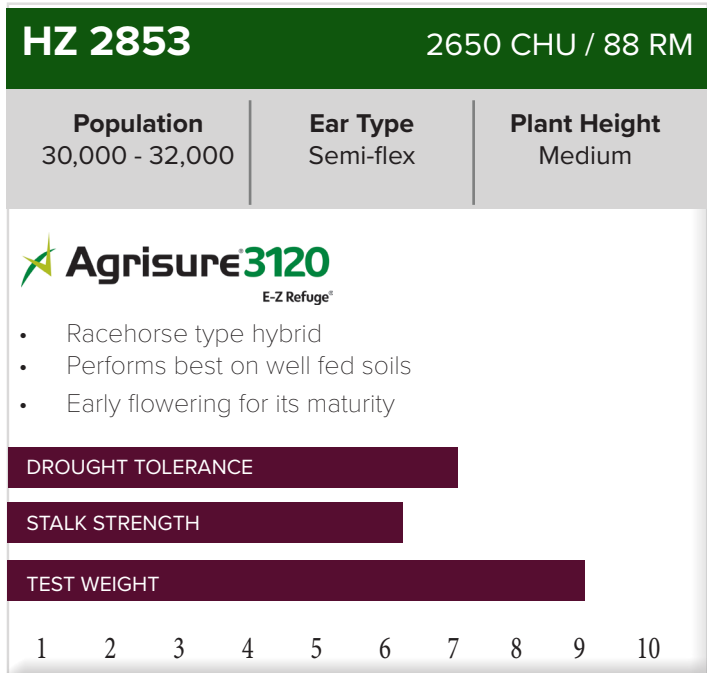 HZ 2853 2650 CHU / 88 RM
Population Ear Type Plant Height
30,000 - 32,000 Semi-flex Medium
Agrisure® 3120
E-Z Refuge®
• Racehorse type hybrid
• Performs best on well fed soils
• Early flowering for its maturity
DROUGHT TOLERANCE
STALK STRENGTH
TEST WEIGHT
1 2 3 4 5 6 7 8 9 10